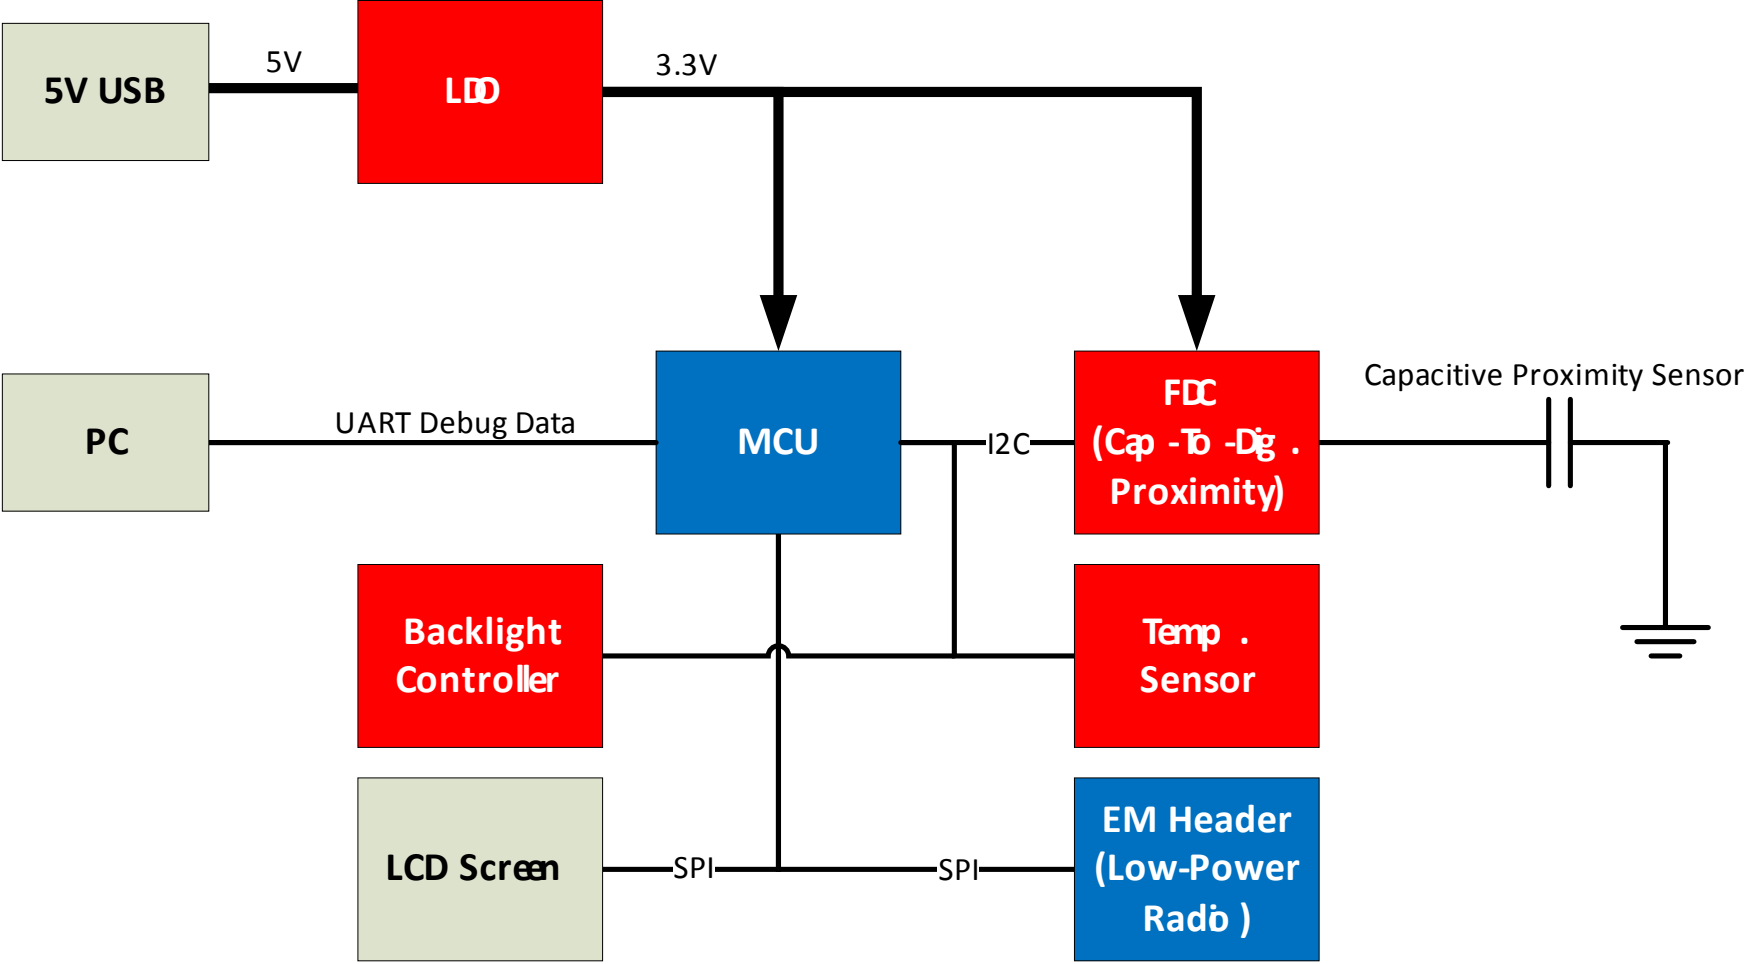 5V USB
5V
LDO
3.3V
PC
UART Debug Data
MCU
I2C
FDC
(Cap -To -Dig .
Proximity)
Capacitive Proximity Sensor
Backlight
Controller
Temp .
Sensor
LCD Screen
SPI
SPI
EM Header
(Low-Power
Radio )